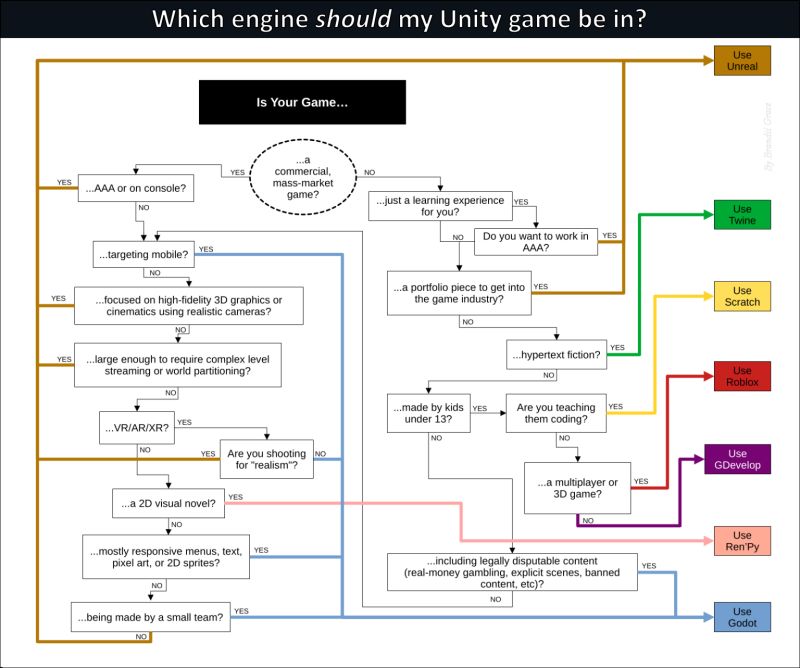 Which engine should my Unity game be in?
Use
Unreal
Is Your Game…
By Brandii Grace
...a
commercial,
mass-market
game?
YES
NO
...AAA or on console?
YES
NO
...just a learning experience
for you?
YES
NO
Use
Twine
Do you want to work in
AAA?
YES
...targeting mobile?
YES
NO
...a portfolio piece to get into
the game industry?
YES
NO
...focused on high-fidelity 3D graphics or
cinematics using realistic cameras?
YES
NO
Use
Scratch
...hypertext fiction?
YES
NO
...large enough to require complex level
streaming or world partitioning?
YES
NO
Use
Roblox
...made by kids
under 13?
YES
NO
Are you teaching
them coding?
YES
NO
...VR/AR/XR?
YES
NO
Are you shooting
for "realism"?
YES
NO
Use
GDevelop
...a multiplayer or
3D game?
YES
NO
...a 2D visual novel?
YES
NO
Use
Ren'Py
...mostly responsive menus, text,
pixel art, or 2D sprites?
YES
NO
...including legally disputable content
(real-money gambling, explicit scenes, banned
content, etc)?
YES
NO
...being made by a small team?
YES
NO
Use
Godot